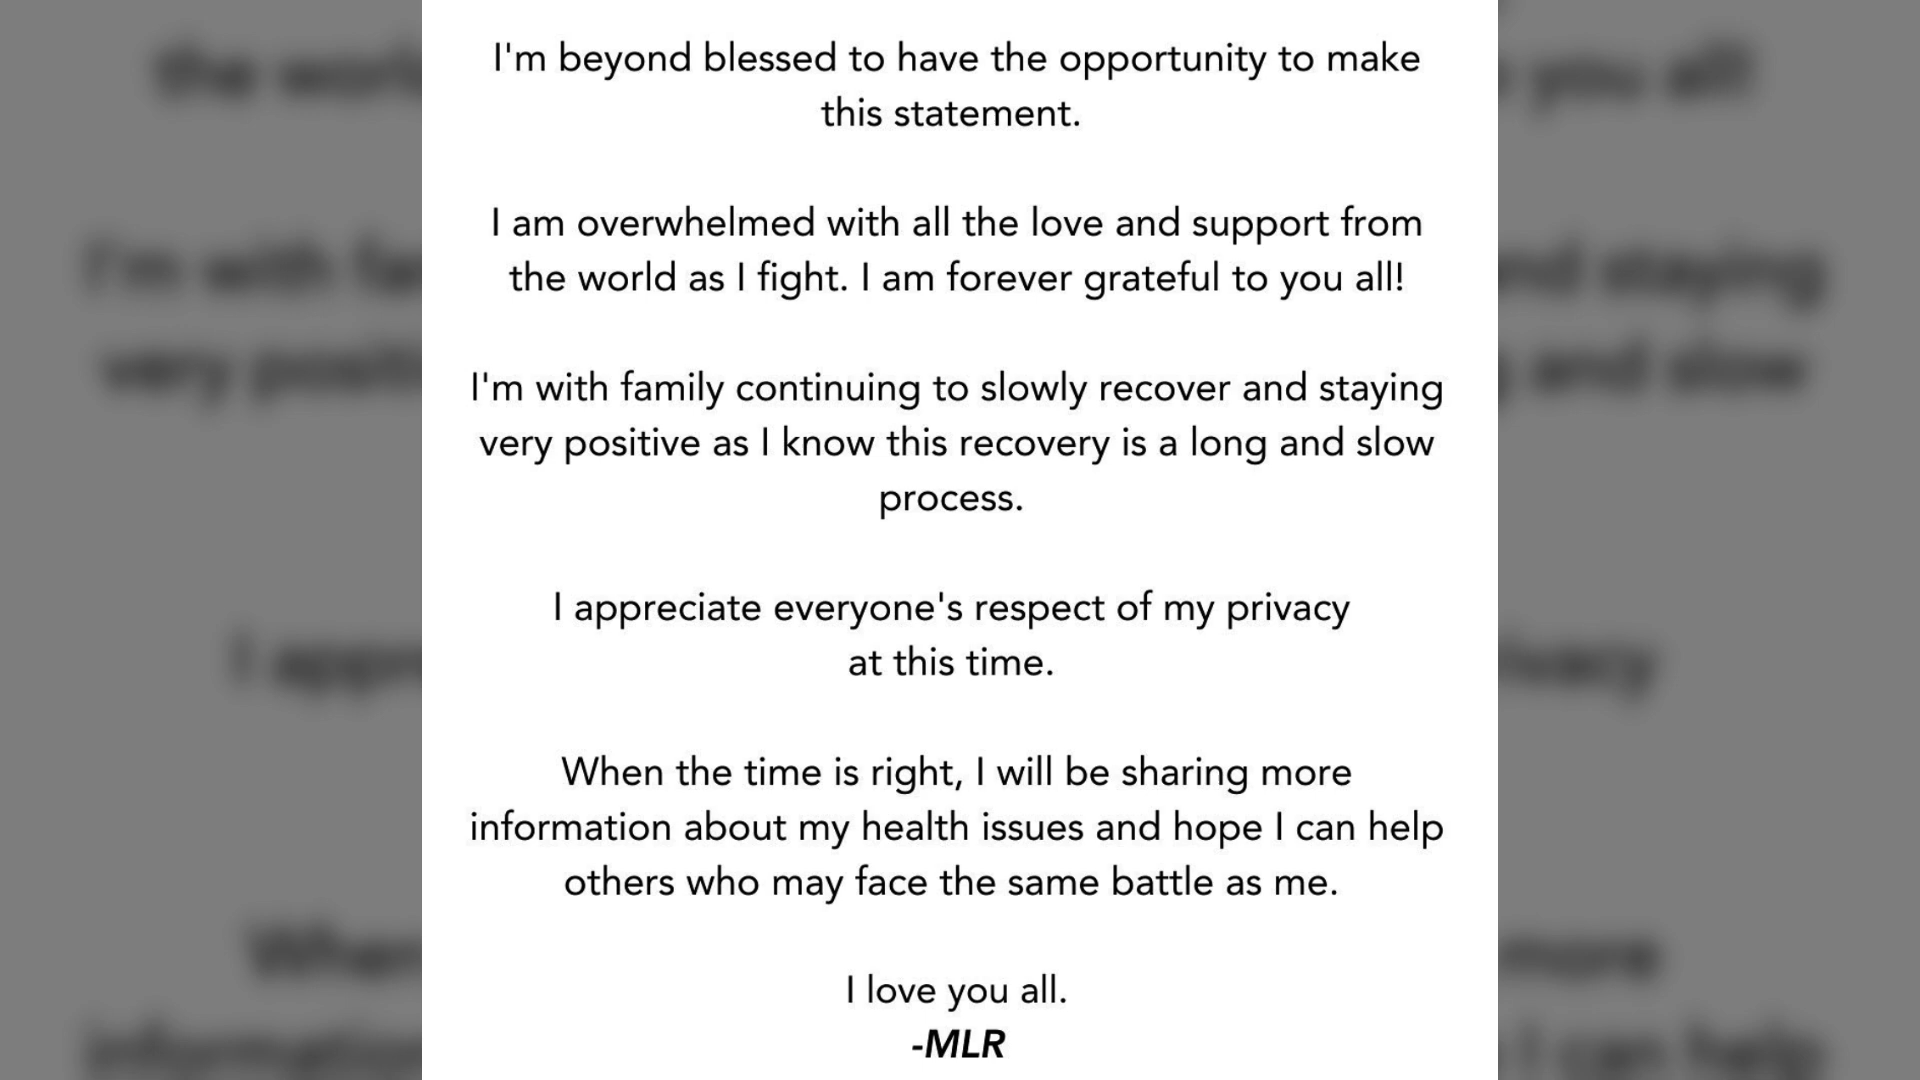 I'm beyond blessed to have the opportunity to make
this statement.
I am overwhelmed with all the love and support from
the world as I fight. I am forever grateful to you all!
I'm with family continuing to slowly recover and staying
very positive as I know this recovery is a long and slow
process.
I appreciate everyone's respect of my privacy
at this time.
When the time is right, I will be sharing more
information about my health issues and hope I can help
others who may face the same battle as me.
I love you all.
-MLR